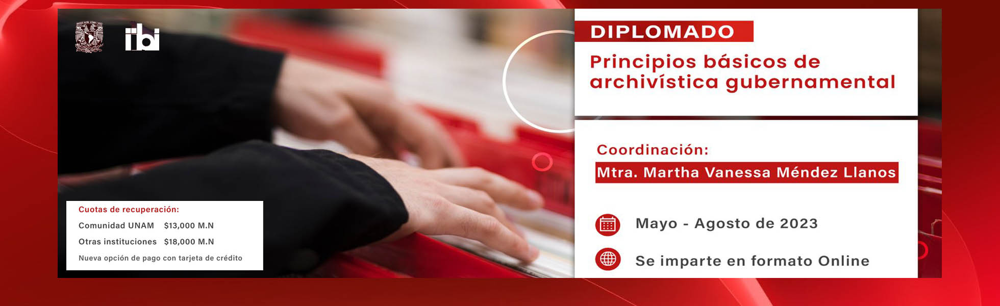 iibi
DIPLOMADO
Principios básicos de
archivística gubernamental
Coordinación:
Mtra. Martha Vanessa Méndez Llanos
Mayo - Agosto de 2023
Se imparte en formato Online
Cuotas de recuperación:
Comunidad UNAM $13,000 M.N
Otras instituciones $18,000 M.N
Nueva opción de pago con tarjeta de crédito